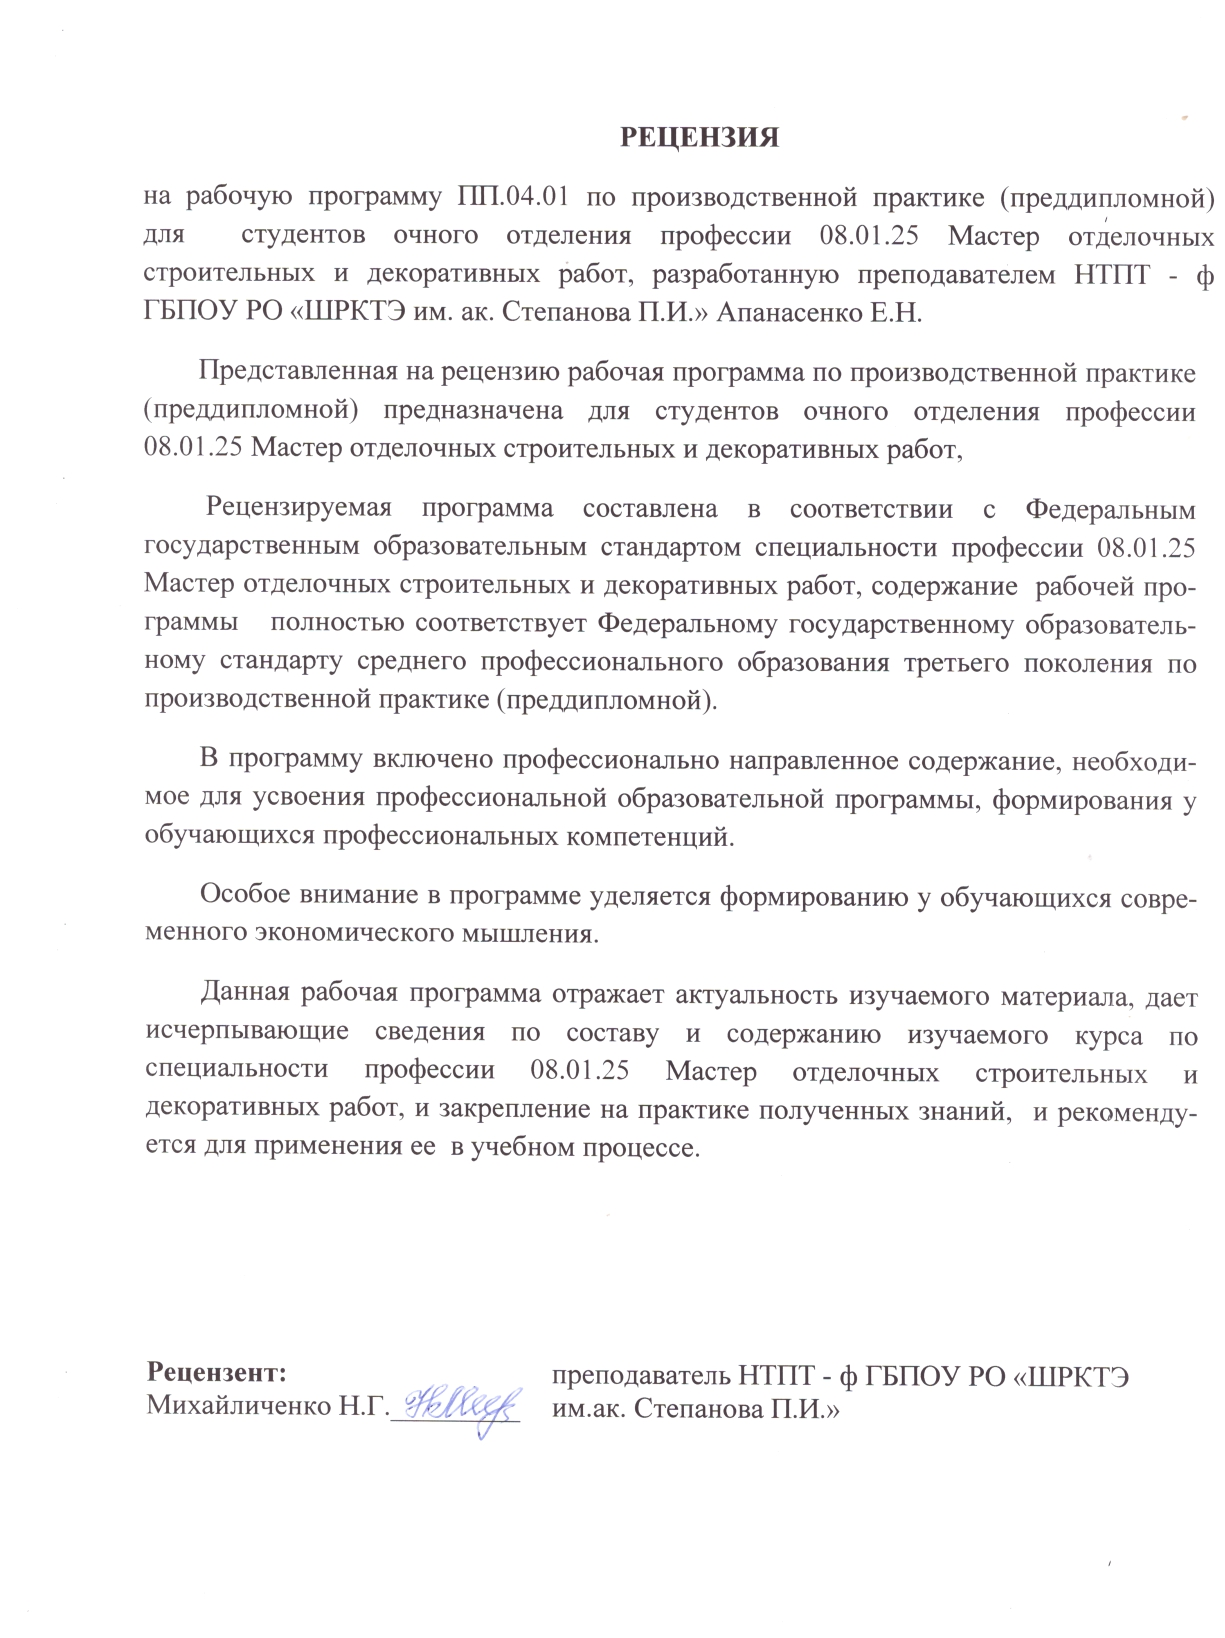 РЕЦЕНЗИЯ
на рабочую программу ПП.04.01 по производственной практике (преддипломной)
для студентов очного отделения профессии 08.01.25 Мастер отделочных
строительных и декоративных работ, разработанную преподавателем НТПТ - ф
ГБПОУ РО «ШРКТЭ им. ак. Степанова П.И.» Апанасенко Е.Н.
Представленная на рецензию рабочая программа по производственной практике
(преддипломной) предназначена для студентов очного отделения профессии
08.01.25 Мастер отделочных строительных и декоративных работ,
Рецензируемая программа составлена в соответствии с Федеральным
государственным образовательным стандартом специальности профессии 08.01.25
Мастер отделочных строительных и декоративных работ, содержание рабочей про-
граммы полностью соответствует Федеральному государственному образователь-
ному стандарту среднего профессионального образования третьего поколения по
производственной практике (преддипломной).
В программу включено профессионально направленное содержание, необходи-
мое для усвоения профессиональной образовательной программы, формирования у
обучающихся профессиональных компетенций.
Особое внимание в программе уделяется формированию у обучающихся совре-
менного экономического мышления.
Данная рабочая программа отражает актуальность изучаемого материала, дает
исчерпывающие сведения по составу и содержанию изучаемого курса по
специальности профессии 08.01.25 Мастер отделочных строительных и
декоративных работ, и закрепление на практике полученных знаний, и рекоменду-
ется для применения ее в учебном процессе.
Рецензент:
Михайличенко Н.Г.
преподаватель НТПТ - ф ГБПОУ РО «ШРКТЭ
им.ак. Степанова П.И.»